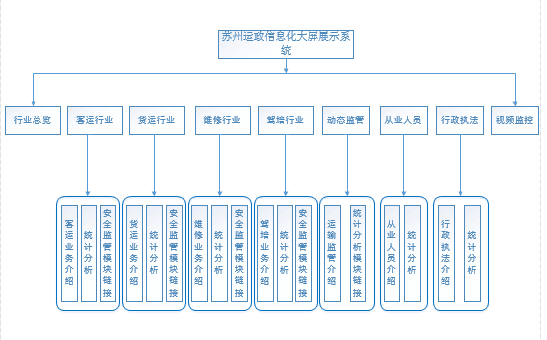 苏州运政信息化大屏展示系
统
行业总览
客运行业
货运行业
维修行业
驾培行业
动态监管
从业人员
行政执法
视频监控
客运业务介绍
统计分析
安全监管模块链接
货运业务介绍
统计分析
安全监管模块链接
维修业务介绍
统计分析
安全监管模块链接
驾培业务介绍
统计分析
安全监管模块链接
运输监管介绍
统计分析模块链接
从业人员介绍
统计分析
行政执法介绍
统计分析